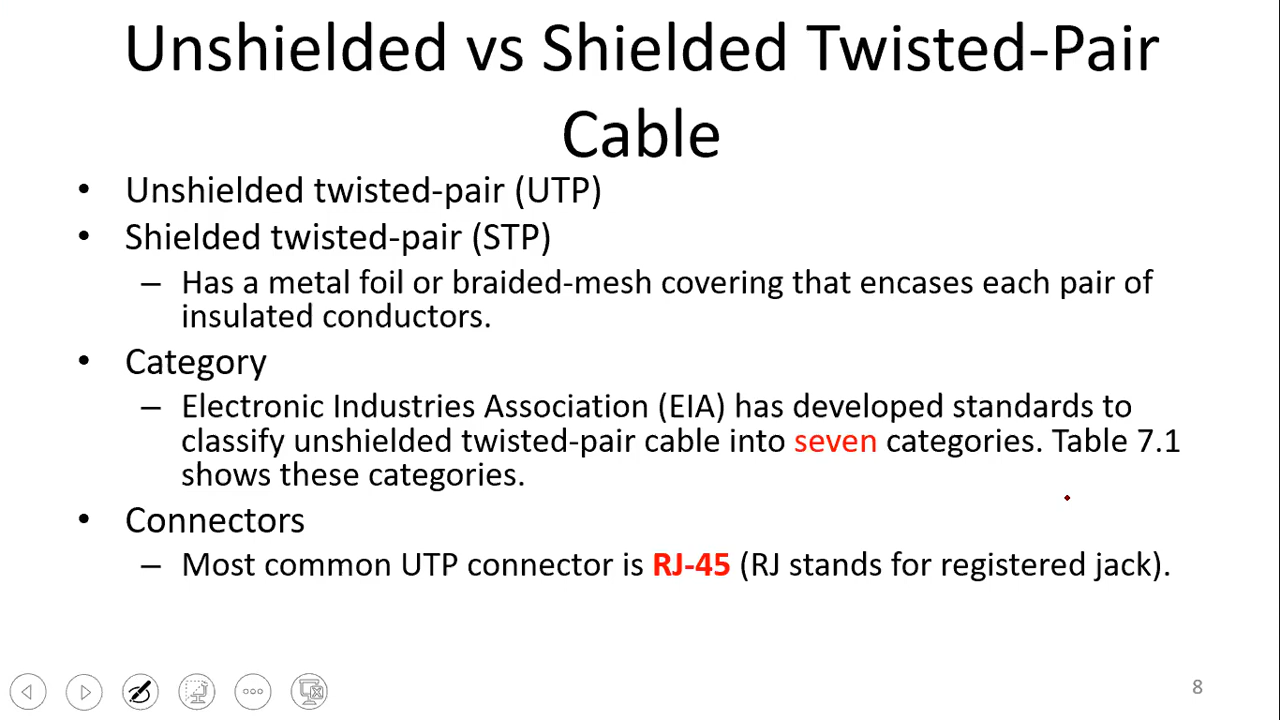 Unshielded vs Shielded Twisted-Pair
Cable
• Unshielded twisted-pair (UTP)
• Shielded twisted-pair (STP)
– Has a metal foil or braided-mesh covering that encases each pair of
insulated conductors.
• Category
– Electronic Industries Association (EIA) has developed standards to
classify unshielded twisted-pair cable into seven categories. Table 7.1
shows these categories.
• Connectors
– Most common UTP connector is RJ-45 (RJ stands for registered jack).
8